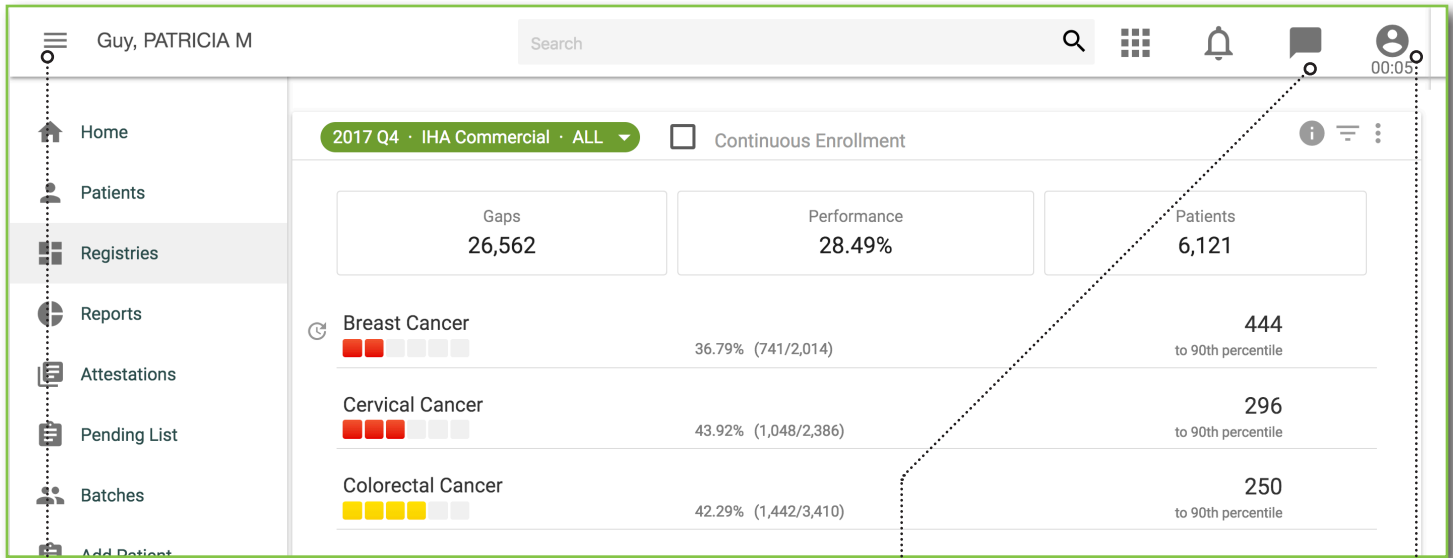 Guy, PATRICIA M
Search
00:05
Home
Patients
Registries
Reports
Attestations
Pending List
Batches
Add Patient
2017 Q4 · IHA Commercial · ALL
Continuous Enrollment
Gaps
26,562
Performance
28.49%
Patients
6,121
Breast Cancer
36.79% (741/2,014)
444
to 90th percentile
Cervical Cancer
43.92% (1,048/2,386)
296
to 90th percentile
Colorectal Cancer
42.29% (1,442/3,410)
250
to 90th percentile